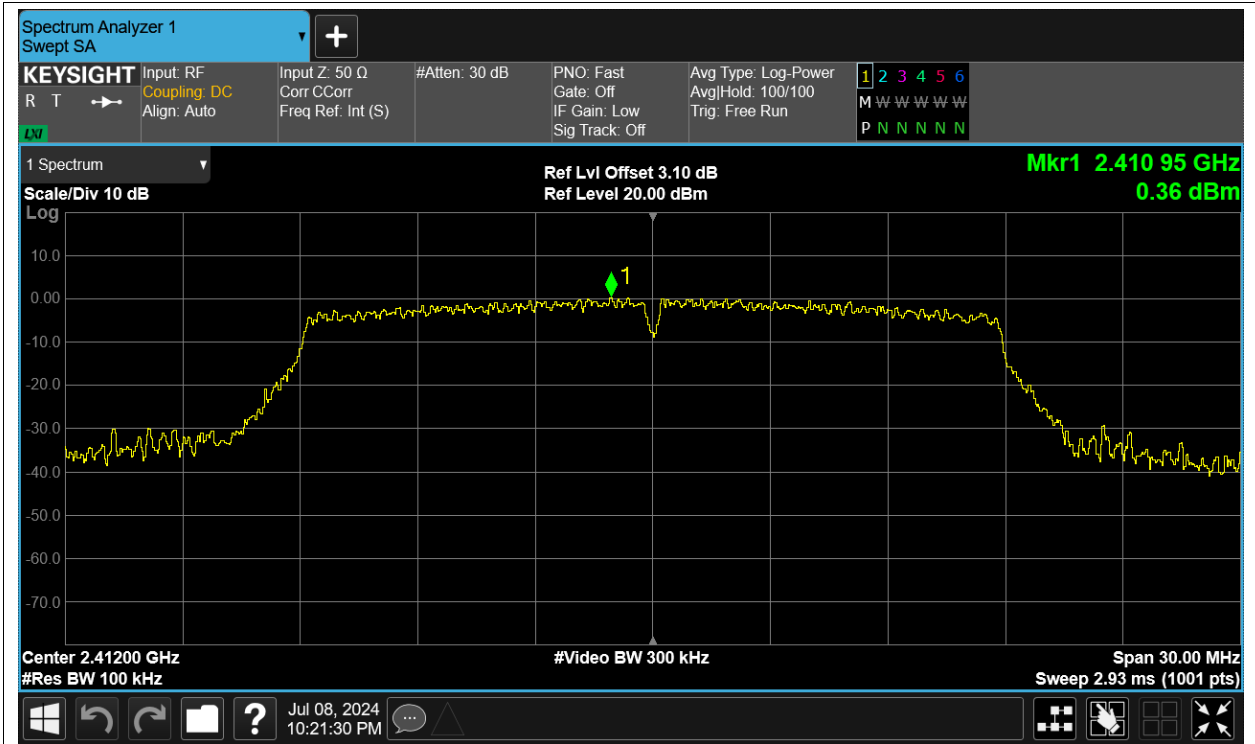 Spectrum Analyzer 1
Swept SA
KEYSIGHT
R T
LXI
Input: RF
Coupling: DC
Align: Auto
Input Z: 50 Ω
Corr CCorr
Freq Ref: Int (S)
#Atten: 30 dB
PNO: Fast
Gate: Off
IF Gain: Low
Sig Track: Off
Avg Type: Log-Power
Avg|Hold: 100/100
Trig: Free Run
1 2 3 4 5 6
M W W W W W
P N N N N N
1 Spectrum
Scale/Div 10 dB
Log
Ref Lvl Offset 3.10 dB
Ref Level 20.00 dBm
Mkr1 2.410 95 GHz
0.36 dBm
1
10.0
0.00
-10.0
-20.0
-30.0
-40.0
-50.0
-60.0
-70.0
Center 2.41200 GHz
#Res BW 100 kHz
#Video BW 300 kHz
Span 30.00 MHz
Sweep 2.93 ms (1001 pts)
?
Jul 08, 2024
10:21:30 PM